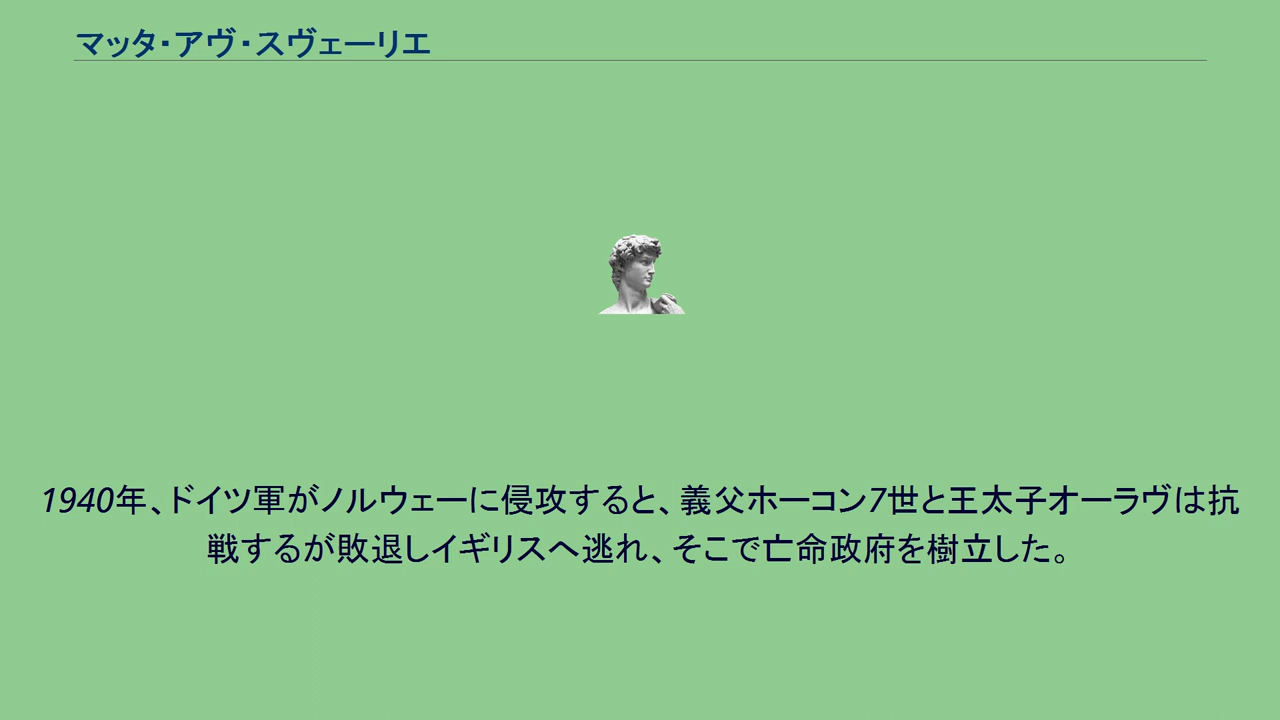 マッタ・アヴ・スヴェーリエ
1940年、ドイツ軍がノルウェーに侵攻すると、義父ホーコン7世と王太子オーラヴは抗
戦するが敗退しイギリスへ逃れ、そこで亡命政府を樹立した。